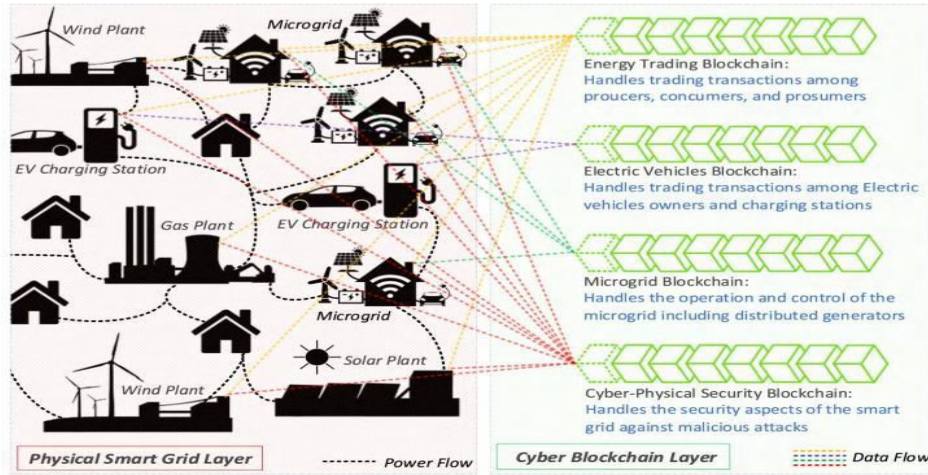 Wind Plant
Microgrid
EV Charging Station
Gas Plant
EV Charging Station
Microgrid
Solar Plant
Wind Plant
Physical Smart Grid Layer
Power Flow
Energy Trading Blockchain:
Handles trading transactions among
proucers, concumers, and prosumers
Electric Vehicles Blockchain:
Handles trading transactions among Electric
vehicles owners and charging stations
Microgrid Blockchain:
Handles the operation and control of the
microgrid including distributed generators
Cyber-Physical Security Blockchain:
Handles the security aspects of the smart
grid against malicious attacks
Cyber Blockchain Layer
Data Flow